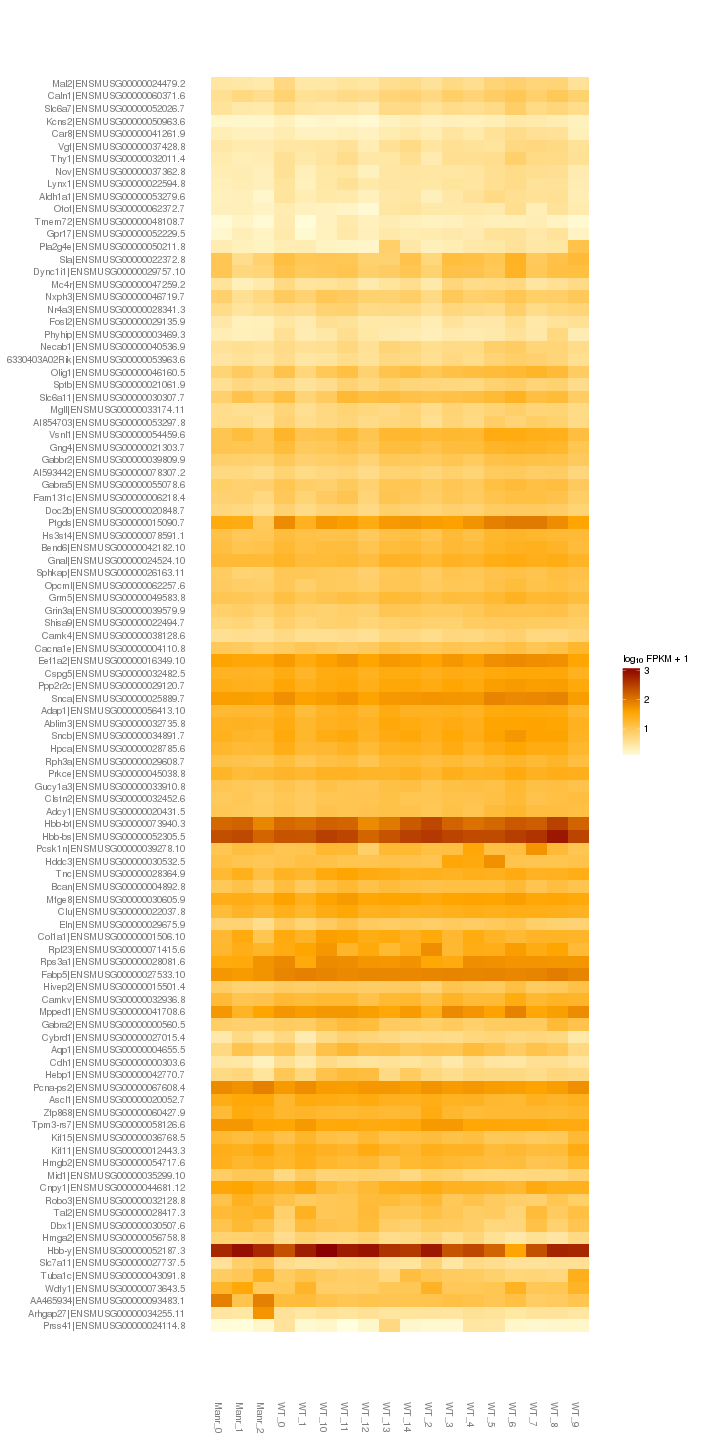 Mal2|ENSMUSG00000024479.2
Caln1|ENSMUSG00000060371.6
Slc6a7|ENSMUSG00000052026.7
Kcns2|ENSMUSG00000050963.6
Car8|ENSMUSG00000041261.9
Vgf|ENSMUSG00000037428.8
Thy1|ENSMUSG00000032011.4
Nov|ENSMUSG00000037362.8
Lynx1|ENSMUSG00000022594.8
Aldh1a1|ENSMUSG00000053279.6
Otof|ENSMUSG00000062372.7
Tmem72|ENSMUSG00000048108.7
Gpr17|ENSMUSG00000052229.5
Pla2g4e|ENSMUSG00000050211.8
Sla|ENSMUSG00000022372.8
Dync1i1|ENSMUSG00000029757.10
Mc4r|ENSMUSG00000047259.2
Nxph3|ENSMUSG00000046719.7
Nr4a3|ENSMUSG00000028341.3
Fosl2|ENSMUSG00000029135.9
Phyhip|ENSMUSG00000003469.3
Necab1|ENSMUSG00000040536.9
6330403A02Rik|ENSMUSG00000053963.6
Olig1|ENSMUSG00000046160.5
Sptb|ENSMUSG00000021061.9
Slc6a11|ENSMUSG00000030307.7
Mgll|ENSMUSG00000033174.11
AI854703|ENSMUSG00000053297.8
Vsnl1|ENSMUSG00000054459.6
Gng4|ENSMUSG00000021303.7
Gabbr2|ENSMUSG00000039809.9
AI593442|ENSMUSG00000078307.2
Gabra5|ENSMUSG00000055078.6
Fam131c|ENSMUSG00000006218.4
Doc2b|ENSMUSG00000020848.7
Ptgds|ENSMUSG00000015090.7
Hs3st4|ENSMUSG00000078591.1
Bend6|ENSMUSG00000042182.10
Gnal|ENSMUSG00000024524.10
Sphkap|ENSMUSG00000026163.11
Opcml|ENSMUSG00000062257.6
Grm5|ENSMUSG00000049583.8
Grin3a|ENSMUSG00000039579.9
Shisa9|ENSMUSG00000022494.7
Camk4|ENSMUSG00000038128.6
Cacna1e|ENSMUSG00000004110.8
Eef1a2|ENSMUSG00000016349.10
Cspg5|ENSMUSG00000032482.5
Ppp2r2c|ENSMUSG00000029120.7
Snca|ENSMUSG00000025889.7
Adap1|ENSMUSG00000056413.10
Ablim3|ENSMUSG00000032735.8
Sncb|ENSMUSG00000034891.7
Hpca|ENSMUSG00000028785.6
Rph3a|ENSMUSG00000029608.7
Prkce|ENSMUSG00000045038.8
Gucy1a3|ENSMUSG00000033910.8
Clstn2|ENSMUSG00000032452.6
Adcy1|ENSMUSG00000020431.5
Hbb-bt|ENSMUSG00000073940.3
Hbb-bs|ENSMUSG00000052305.5
Pcsk1n|ENSMUSG00000039278.10
Hddc3|ENSMUSG00000030532.5
Tnc|ENSMUSG00000028364.9
Bcan|ENSMUSG00000004892.8
Mfge8|ENSMUSG00000030605.9
Clu|ENSMUSG00000022037.8
Eln|ENSMUSG00000029675.9
Col1a1|ENSMUSG00000001506.10
Rpl23|ENSMUSG00000071415.6
Rps3a1|ENSMUSG00000028081.6
Fabp5|ENSMUSG00000027533.10
Hivep2|ENSMUSG00000015501.4
Camkv|ENSMUSG00000032936.8
Mpped1|ENSMUSG00000041708.6
Gabra2|ENSMUSG00000000560.5
Cybrd1|ENSMUSG00000027015.4
Aqp1|ENSMUSG00000004655.5
Cdh1|ENSMUSG00000000303.6
Hebp1|ENSMUSG00000042770.7
Pcna-ps2|ENSMUSG00000067608.4
Ascl1|ENSMUSG00000020052.7
Zfp868|ENSMUSG00000060427.9
Tpm3-rs7|ENSMUSG00000058126.6
Kif15|ENSMUSG00000036768.5
Kif11|ENSMUSG00000012443.3
Hmgb2|ENSMUSG00000054717.6
Mid1|ENSMUSG00000035299.10
Cnpy1|ENSMUSG00000044681.12
Robo3|ENSMUSG00000032128.8
Tal2|ENSMUSG00000028417.3
Dbx1|ENSMUSG00000030507.6
Hmga2|ENSMUSG00000056758.8
Hbb-y|ENSMUSG00000052187.3
Slc7a11|ENSMUSG00000027737.5
Tuba1c|ENSMUSG00000043091.8
Wdfy1|ENSMUSG00000073643.5
AA465934|ENSMUSG00000093483.1
Arhgap27|ENSMUSG00000034255.11
Prss41|ENSMUSG00000024114.8
log10 FPKM + 1
3
2
1
Manr_0
Manr_1
Manr_2
WT_0
WT_1
WT_10
WT_11
WT_12
WT_13
WT_14
WT_2
WT_3
WT_4
WT_5
WT_6
WT_7
WT_8
WT_9